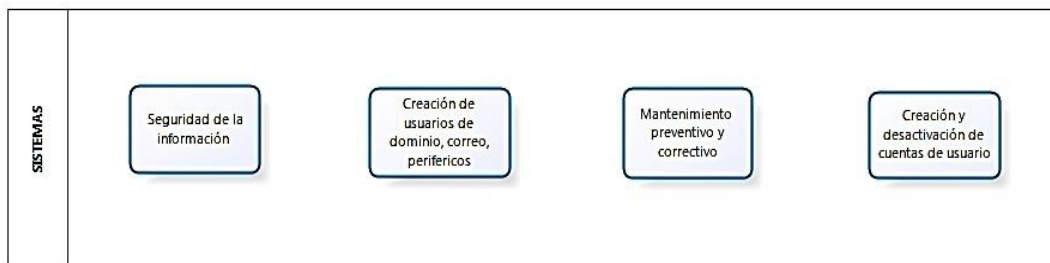 SISTEMAS
Seguridad de la
información
Creación de
usuarios de
dominio, correo,
perifericos
Mantenimiento
preventivo y
correctivo
Creación y
desactivación de
cuentas de usuario